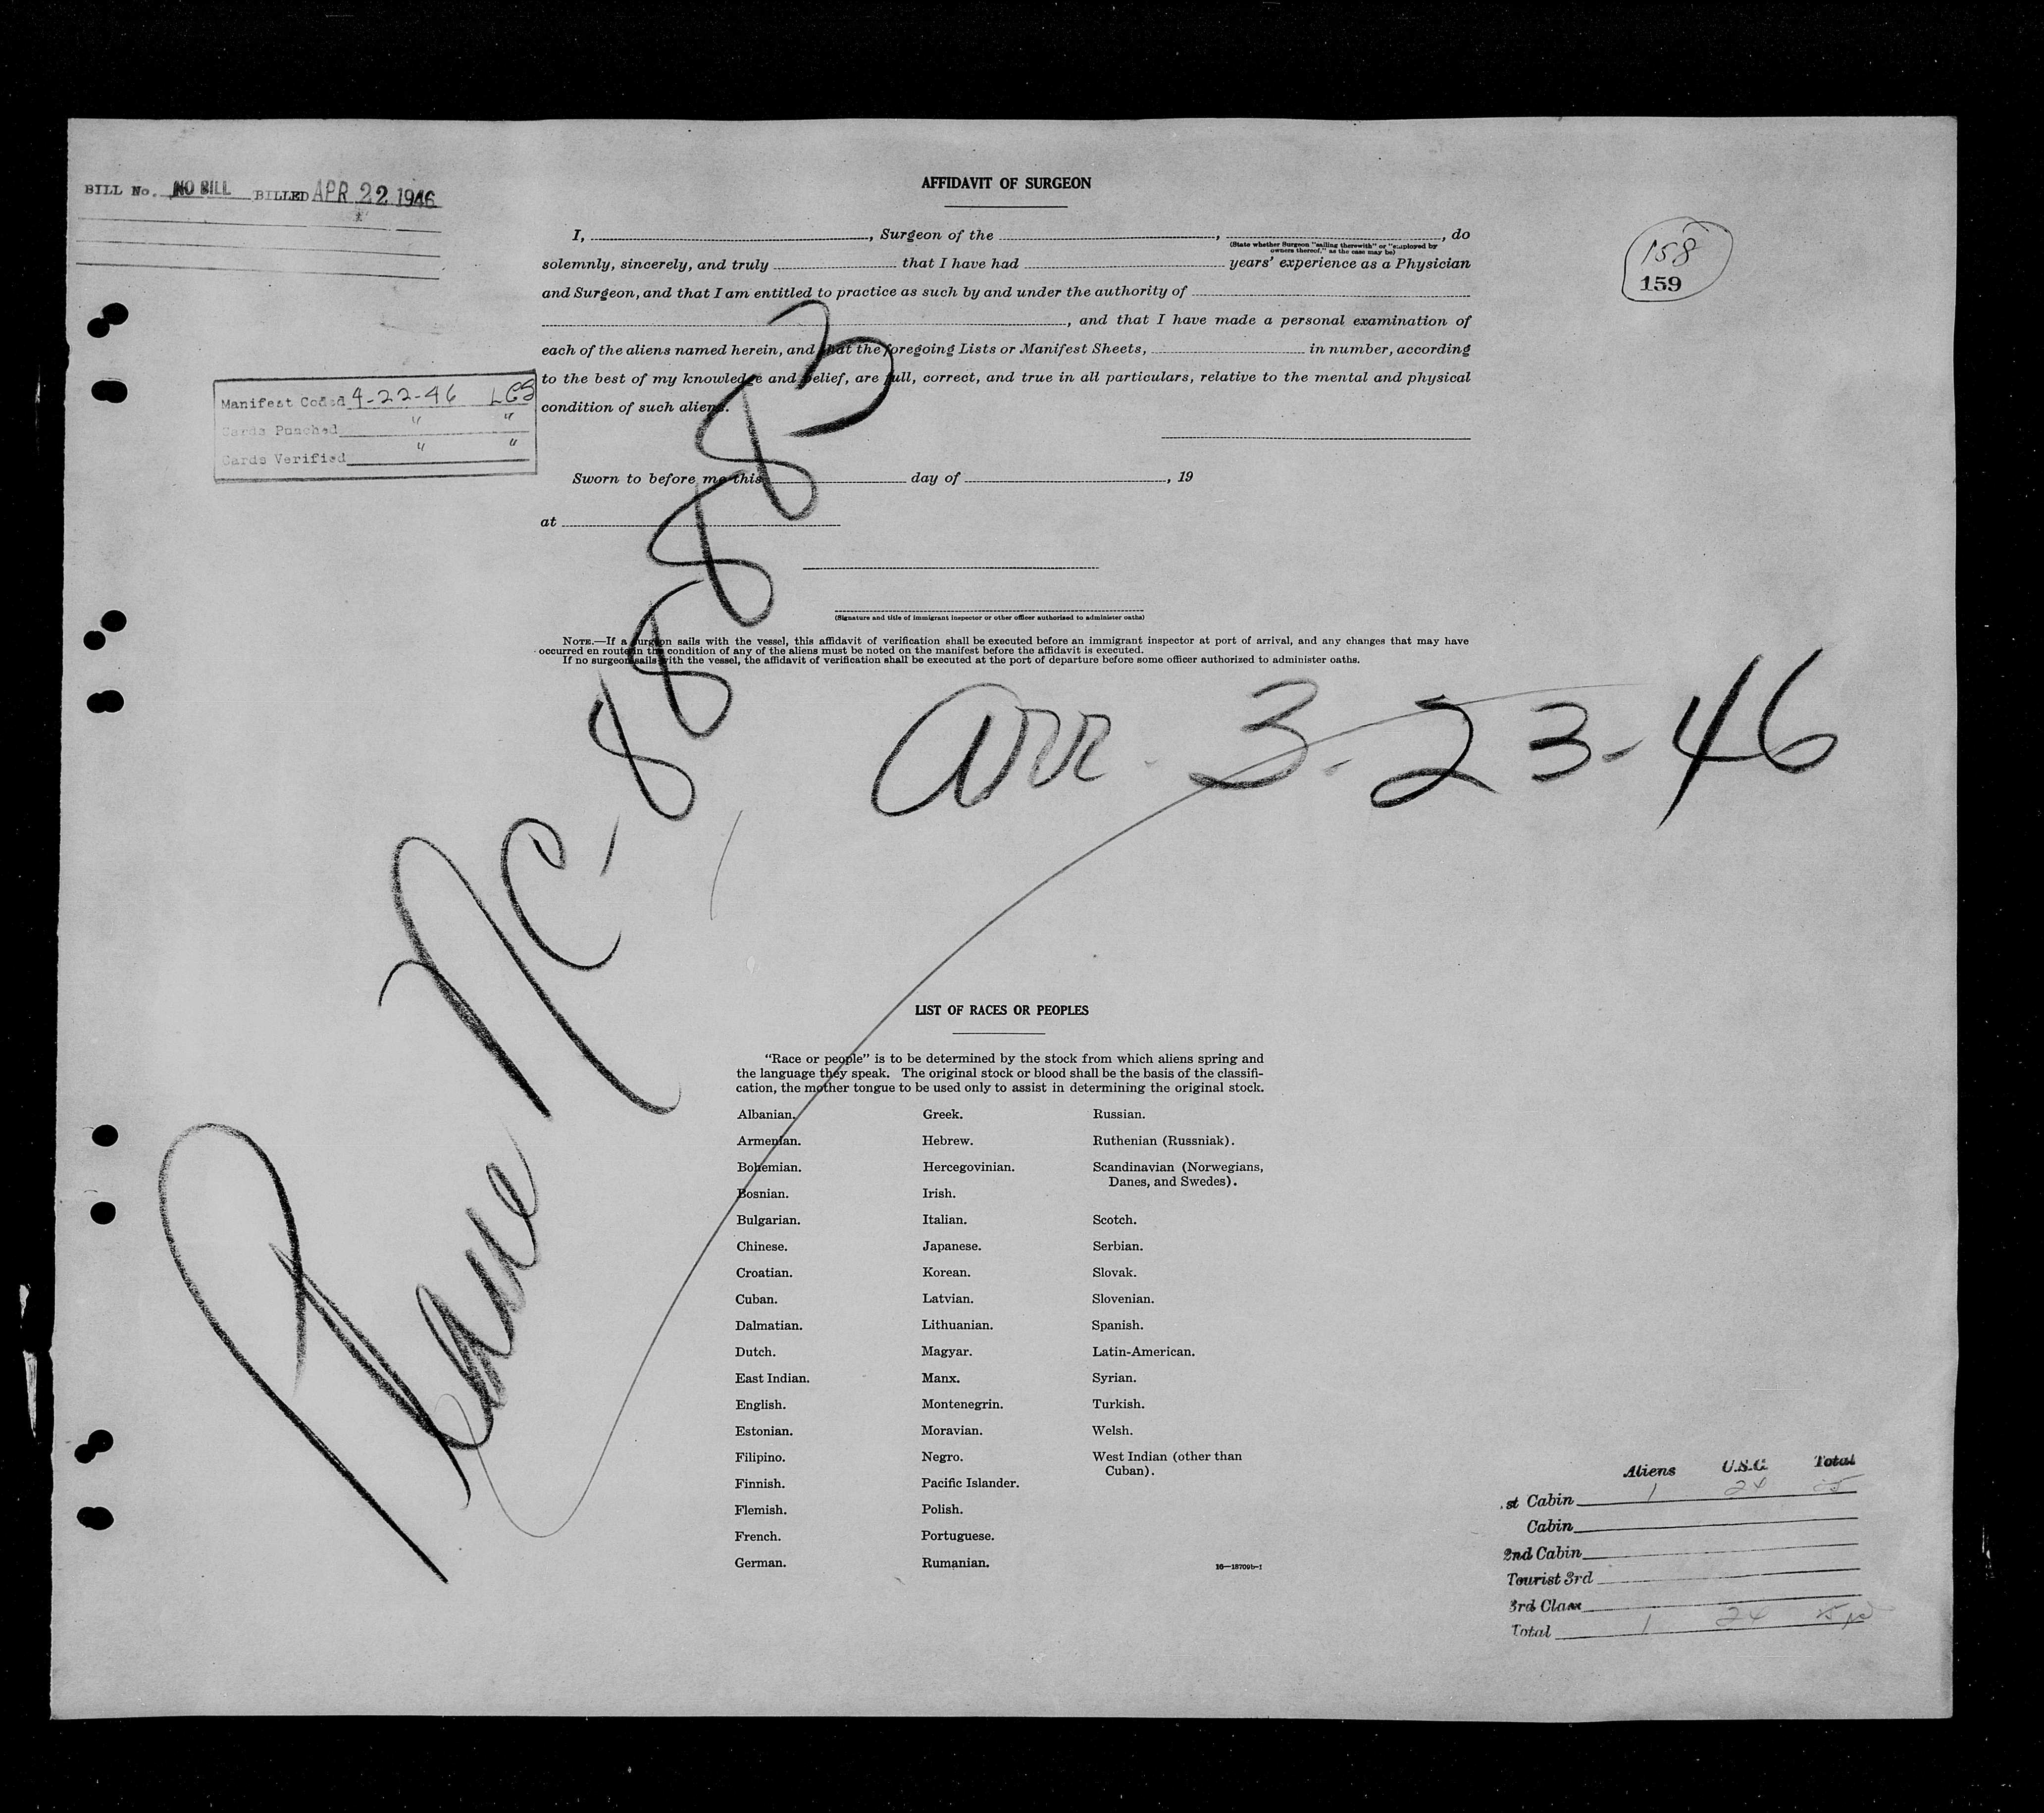 BILL No. NO BILL BILLED APR 22 1946
AFFIDAVIT OF SURGEON
158
159
I, , Surgeon of the , , do
(State whether Surgeon "sailing therewith" or "employed by
owners thereof," as the case may be)
solemnly, sincerely, and truly that I have had years' experience as a Physician
and Surgeon, and that I am entitled to practice as such by and under the authority of
, and that I have made a personal examination of
each of the aliens named herein, and that the foregoing Lists or Manifest Sheets, in number, according
to the best of my knowledge and belief, are full, correct, and true in all particulars, relative to the mental and physical
condition of such aliens.
Manifest Coded 4-22-46 LCS
Cards Punched " "
Cards Verified " "
Sworn to before me this day of , 19
at
(Signature and title of immigrant inspector or other officer authorized to administer oaths)
NOTE.—If a surgeon sails with the vessel, this affidavit of verification shall be executed before an immigrant inspector at port of arrival, and any changes that may have
occurred en route in the condition of any of the aliens must be noted on the manifest before the affidavit is executed.
If no surgeon sails with the vessel, the affidavit of verification shall be executed at the port of departure before some officer authorized to administer oaths.
Plane NC-88883
arr. 3-23-46
LIST OF RACES OR PEOPLES
"Race or people" is to be determined by the stock from which aliens spring and
the language they speak. The original stock or blood shall be the basis of the classifi-
cation, the mother tongue to be used only to assist in determining the original stock.
Albanian. Greek. Russian.
Armenian. Hebrew. Ruthenian (Russniak).
Bohemian. Hercegovinian. Scandinavian (Norwegians,
Danes, and Swedes).
Bosnian. Irish.
Bulgarian. Italian. Scotch.
Chinese. Japanese. Serbian.
Croatian. Korean. Slovak.
Cuban. Latvian. Slovenian.
Dalmatian. Lithuanian. Spanish.
Dutch. Magyar. Latin-American.
East Indian. Manx. Syrian.
English. Montenegrin. Turkish.
Estonian. Moravian. Welsh.
Filipino. Negro. West Indian (other than
Cuban).
Finnish. Pacific Islander.
Flemish. Polish.
French. Portuguese.
German. Rumanian.
16—18709b-1
Aliens U.S.C. Total
st Cabin 1 24 25
Cabin
2nd Cabin
Tourist 3rd
3rd Class
Total 1 24 25